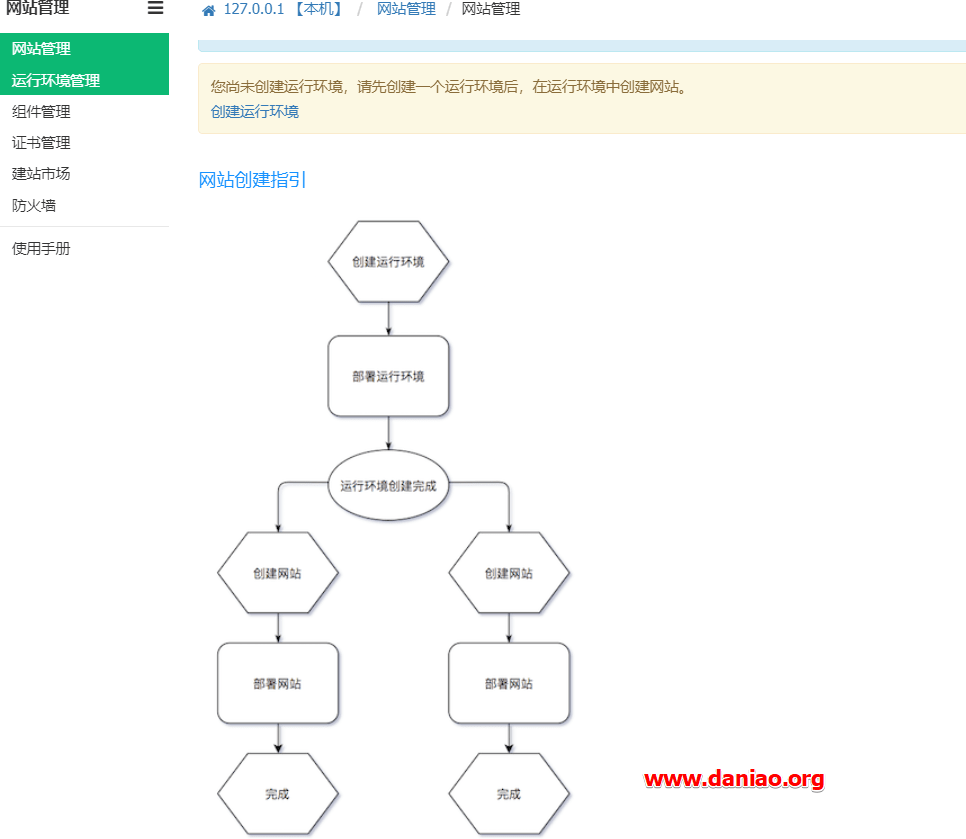 网站管理
网站管理
运行环境管理
组件管理
证书管理
建站市场
防火墙
使用手册
127.0.0.1 【本机】 / 网站管理 / 网站管理
您尚未创建运行环境，请先创建一个运行环境后，在运行环境中创建网站。
创建运行环境
网站创建指引
创建运行环境
部署运行环境
运行环境创建完成
创建网站 创建网站
部署网站 部署网站
完成 完成
www.daniao.org